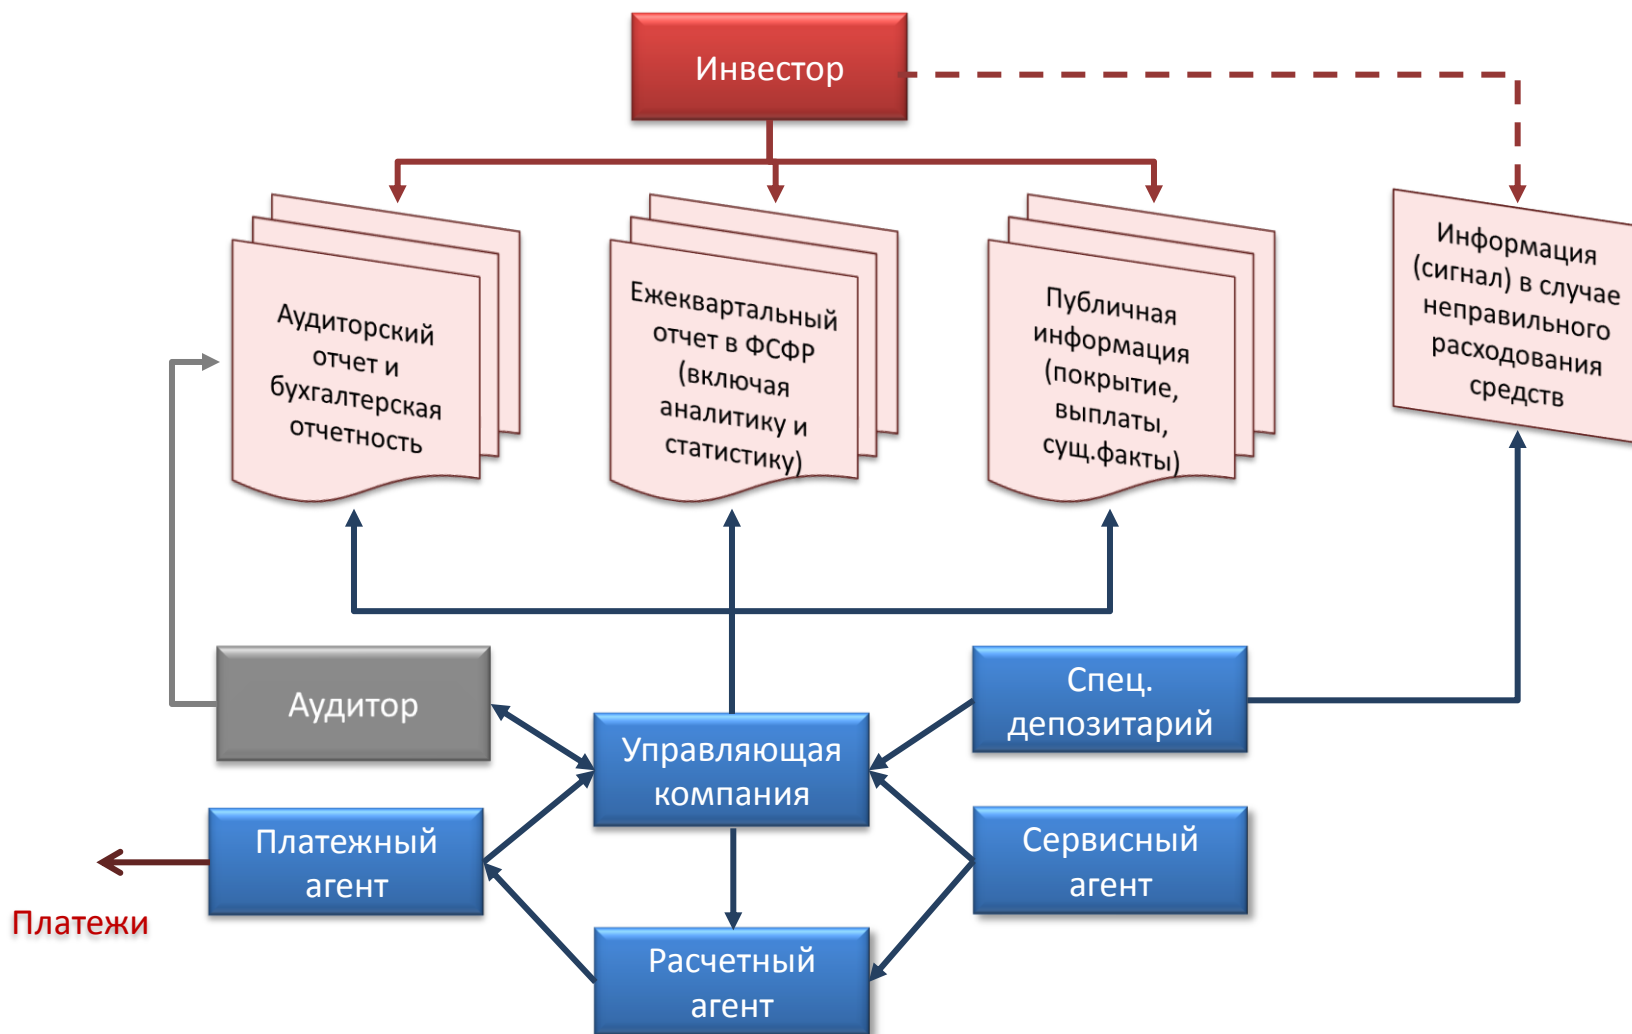 Инвестор
Аудиторский
отчет и
бухгалтерская
отчетность
Ежеквартальный
отчет в ФСФР
(включая
аналитику и
статистику)
Публичная
информация
(покрытие,
выплаты,
сущ.факты)
Информация
(сигнал) в случае
неправильного
расходования
средств
Аудитор
Управляющая
компания
Спец.
депозитарий
Платежный
агент
Сервисный
агент
Платежи
Расчетный
агент